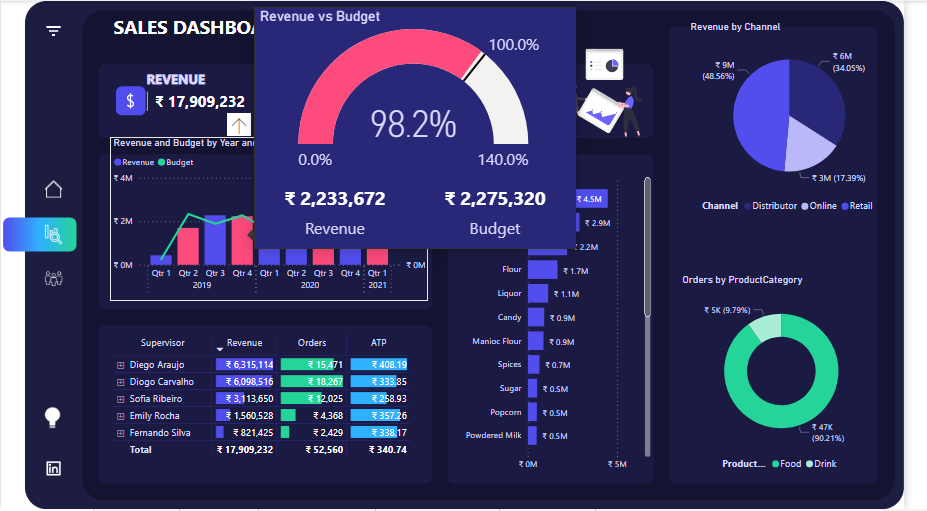 SALES DASHBOA
Revenue vs Budget
98.2%
0.0%
100.0%
140.0%
₹ 2,233,672
₹ 2,275,320
Revenue
Budget
REVENUE
$
₹ 17,909,232
Revenue and Budget by Year an
Revenue Budget
₹ 4M
₹ 2M
₹ 0M
₹ 0M
Qtr 1 Qtr 2 Qtr 3 Qtr 4 Qtr 1 Qtr 2 Qtr 3 Qtr 4 Qtr 1
2019 2020 2021
Supervisor Revenue Orders ATP
Diego Araujo ₹ 6,315,114 ₹ 15,471 ₹ 408.19
Diogo Carvalho ₹ 6,098,516 ₹ 18,267 ₹ 333.85
Sofia Ribeiro ₹ 3,113,650 ₹ 12,025 ₹ 258.93
Emily Rocha ₹ 1,560,528 ₹ 4,368 ₹ 357.26
Fernando Silva ₹ 821,425 ₹ 2,429 ₹ 338.17
Total ₹ 17,909,232 ₹ 52,560 ₹ 340.74
₹ 4.5M
₹ 2.9M
₹ 2.2M
Flour ₹ 1.7M
Liquor ₹ 1.1M
Candy ₹ 0.9M
Manioc Flour ₹ 0.9M
Spices ₹ 0.7M
Sugar ₹ 0.5M
Popcorn ₹ 0.5M
Powdered Milk ₹ 0.5M
₹ 0M ₹ 5M
Revenue by Channel
₹ 9M
(48.56%)
₹ 6M
(34.05%)
₹ 3M (17.39%)
Channel Distributor Online Retail
Orders by ProductCategory
₹ 5K (9.79%)
₹ 47K
(90.21%)
Product... Food Drink
in